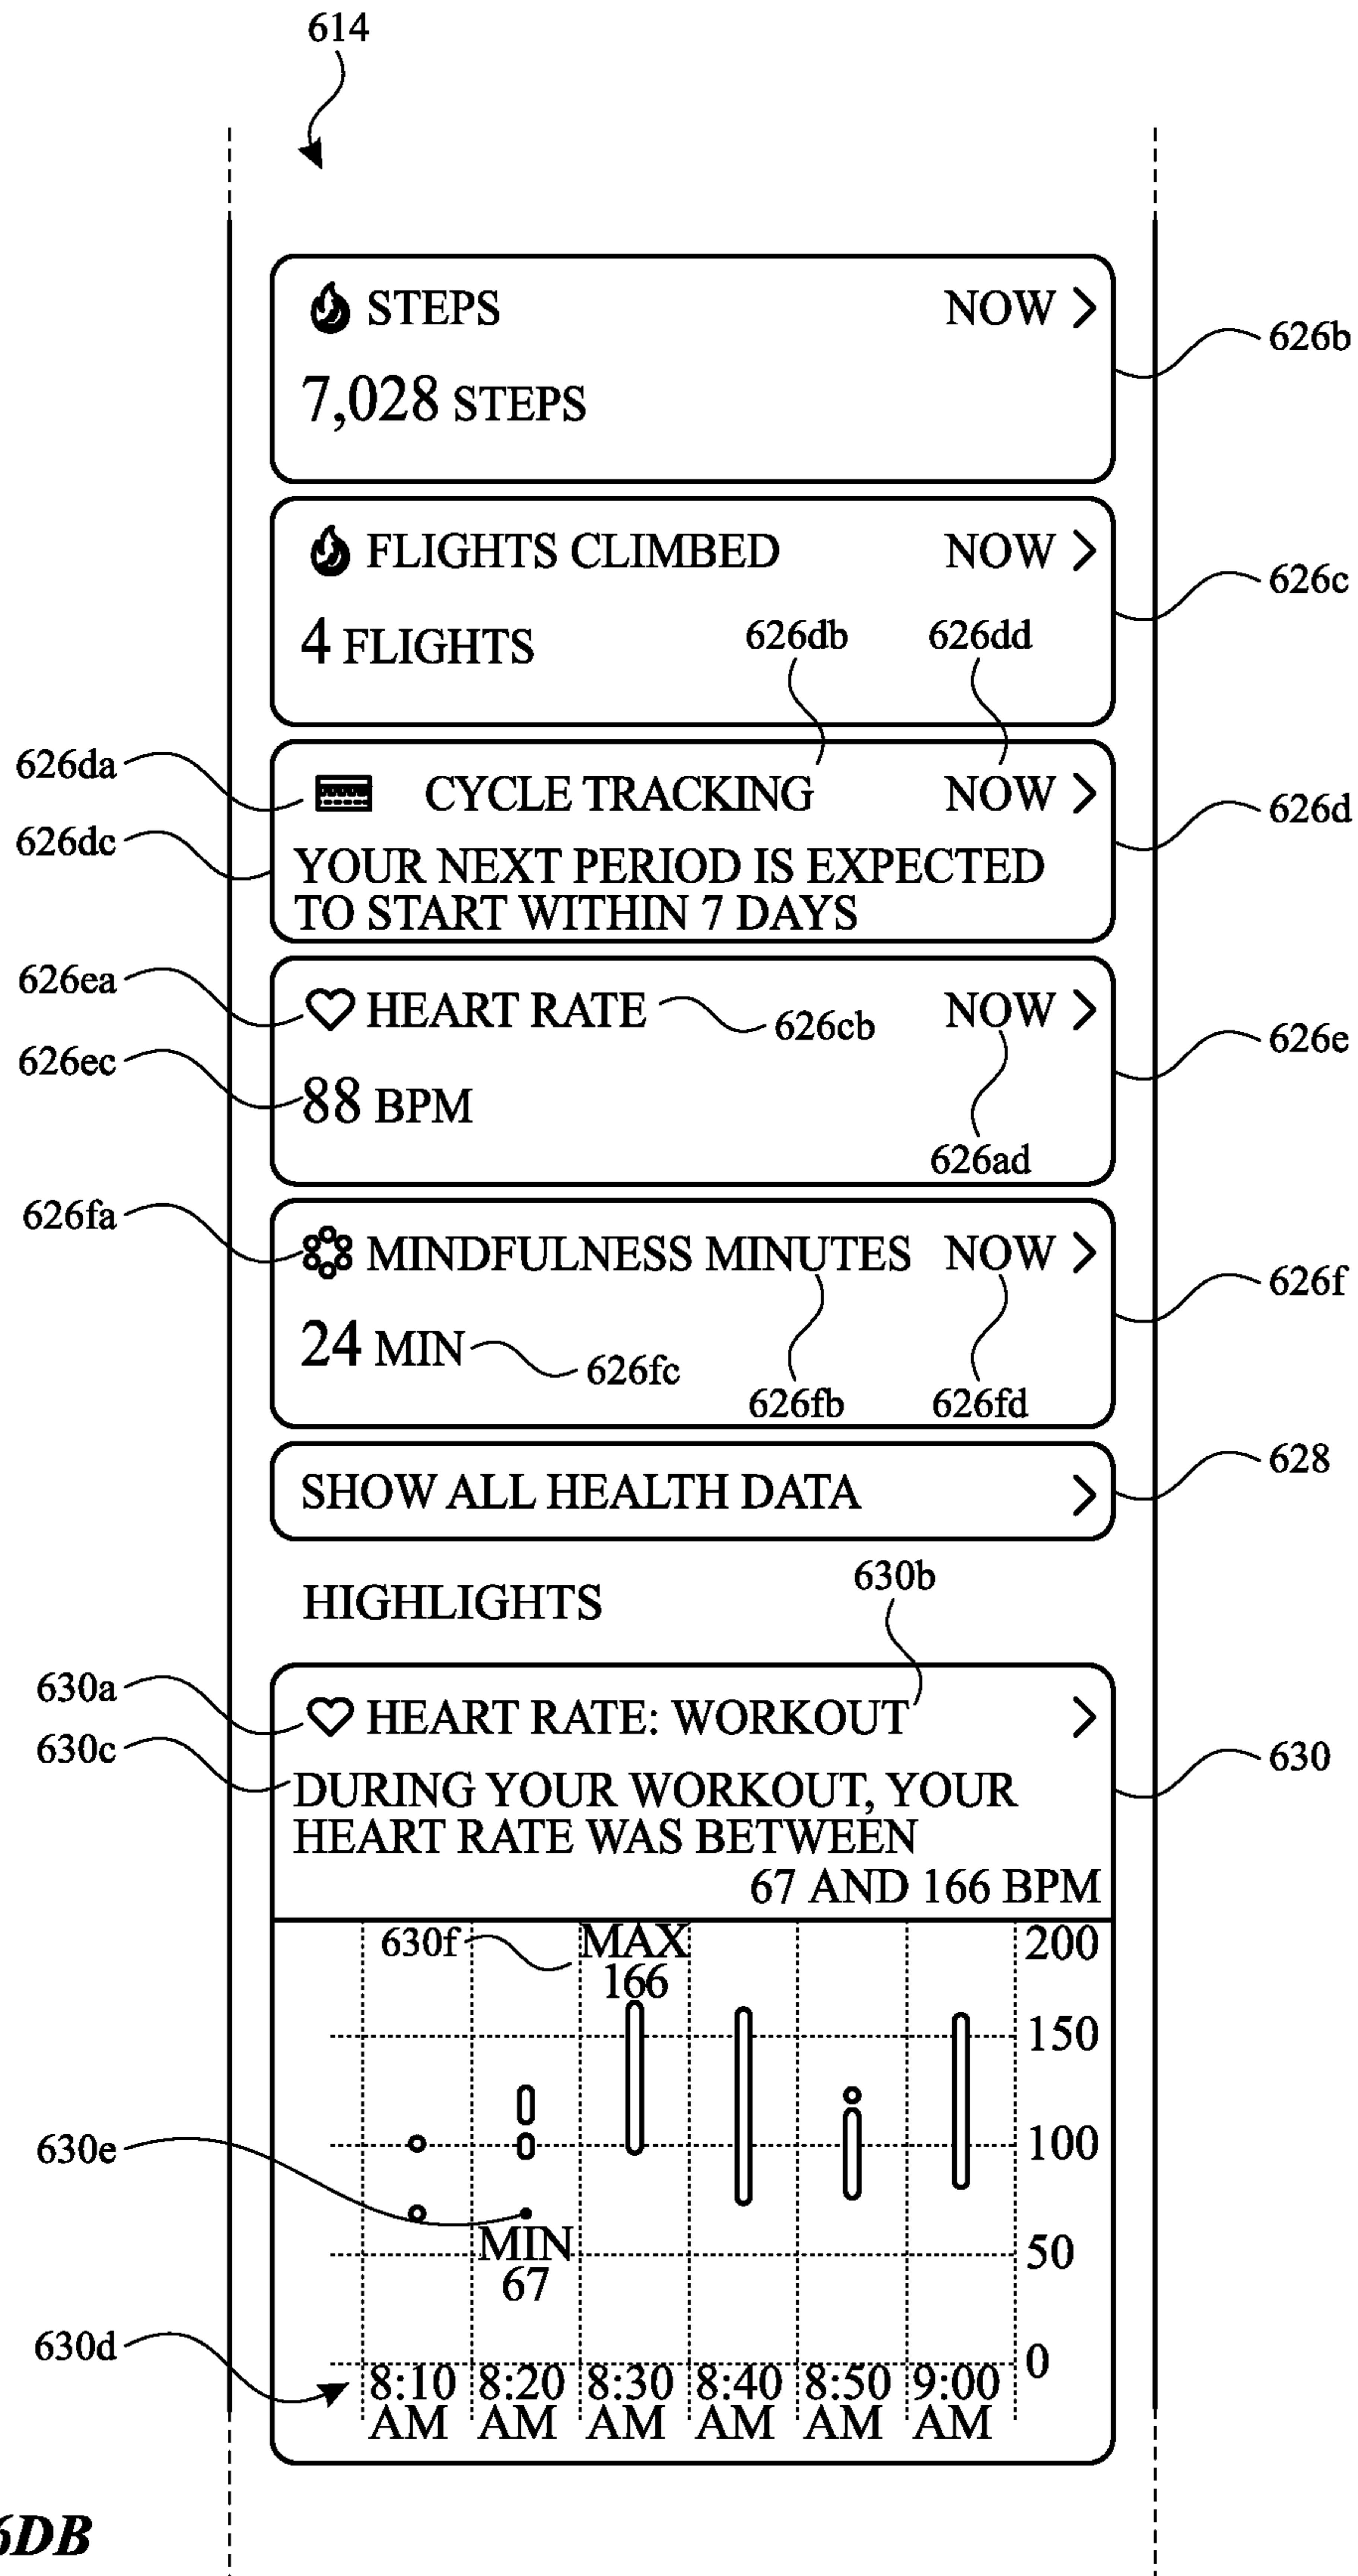 614
STEPS NOW
626b
7,028 STEPS
FLIGHTS CLIMBED NOW
626c
4 FLIGHTS 626db 626dd
626da CYCLE TRACKING NOW 626d
626dc YOUR NEXT PERIOD IS EXPECTED
TO START WITHIN 7 DAYS
626ea HEART RATE 626cb NOW 626e
626ec 88 BPM
626ad
626fa MINDFULNESS MINUTES NOW 626f
24 MIN 626fc
626fb 626fd
628
SHOW ALL HEALTH DATA
630b
HIGHLIGHTS
630a HEART RATE: WORKOUT
630c 630
DURING YOUR WORKOUT, YOUR
HEART RATE WAS BETWEEN
67 AND 166 BPM
630f MAX 200
166
150
630e 100
MIN 50
67
630d 0
8:10 8:20 8:30 8:40 8:50 9:00
AM AM AM AM AM AM
6DB